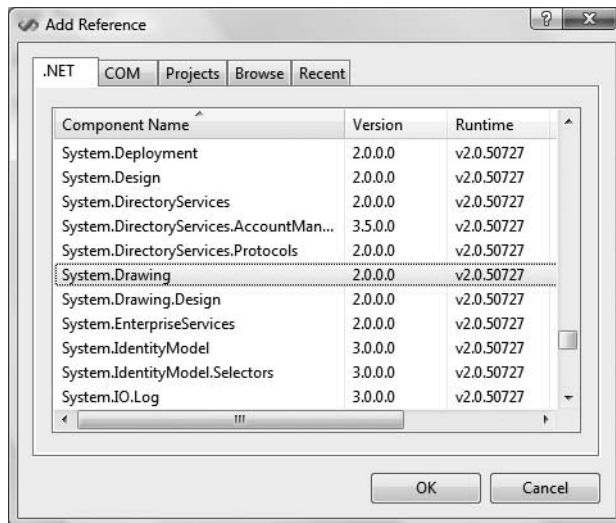 Add Reference
.NET COM Projects Browse Recent
Component Name Version Runtime
System.Deployment 2.0.0.0 v2.0.50727
System.Design 2.0.0.0 v2.0.50727
System.DirectoryServices 2.0.0.0 v2.0.50727
System.DirectoryServices.AccountMan... 3.5.0.0 v2.0.50727
System.DirectoryServices.Protocols 2.0.0.0 v2.0.50727
System.Drawing 2.0.0.0 v2.0.50727
System.Drawing.Design 2.0.0.0 v2.0.50727
System.EnterpriseServices 2.0.0.0 v2.0.50727
System.IdentityModel 3.0.0.0 v2.0.50727
System.IdentityModel.Selectors 3.0.0.0 v2.0.50727
System.IO.Log 3.0.0.0 v2.0.50727
OK Cancel